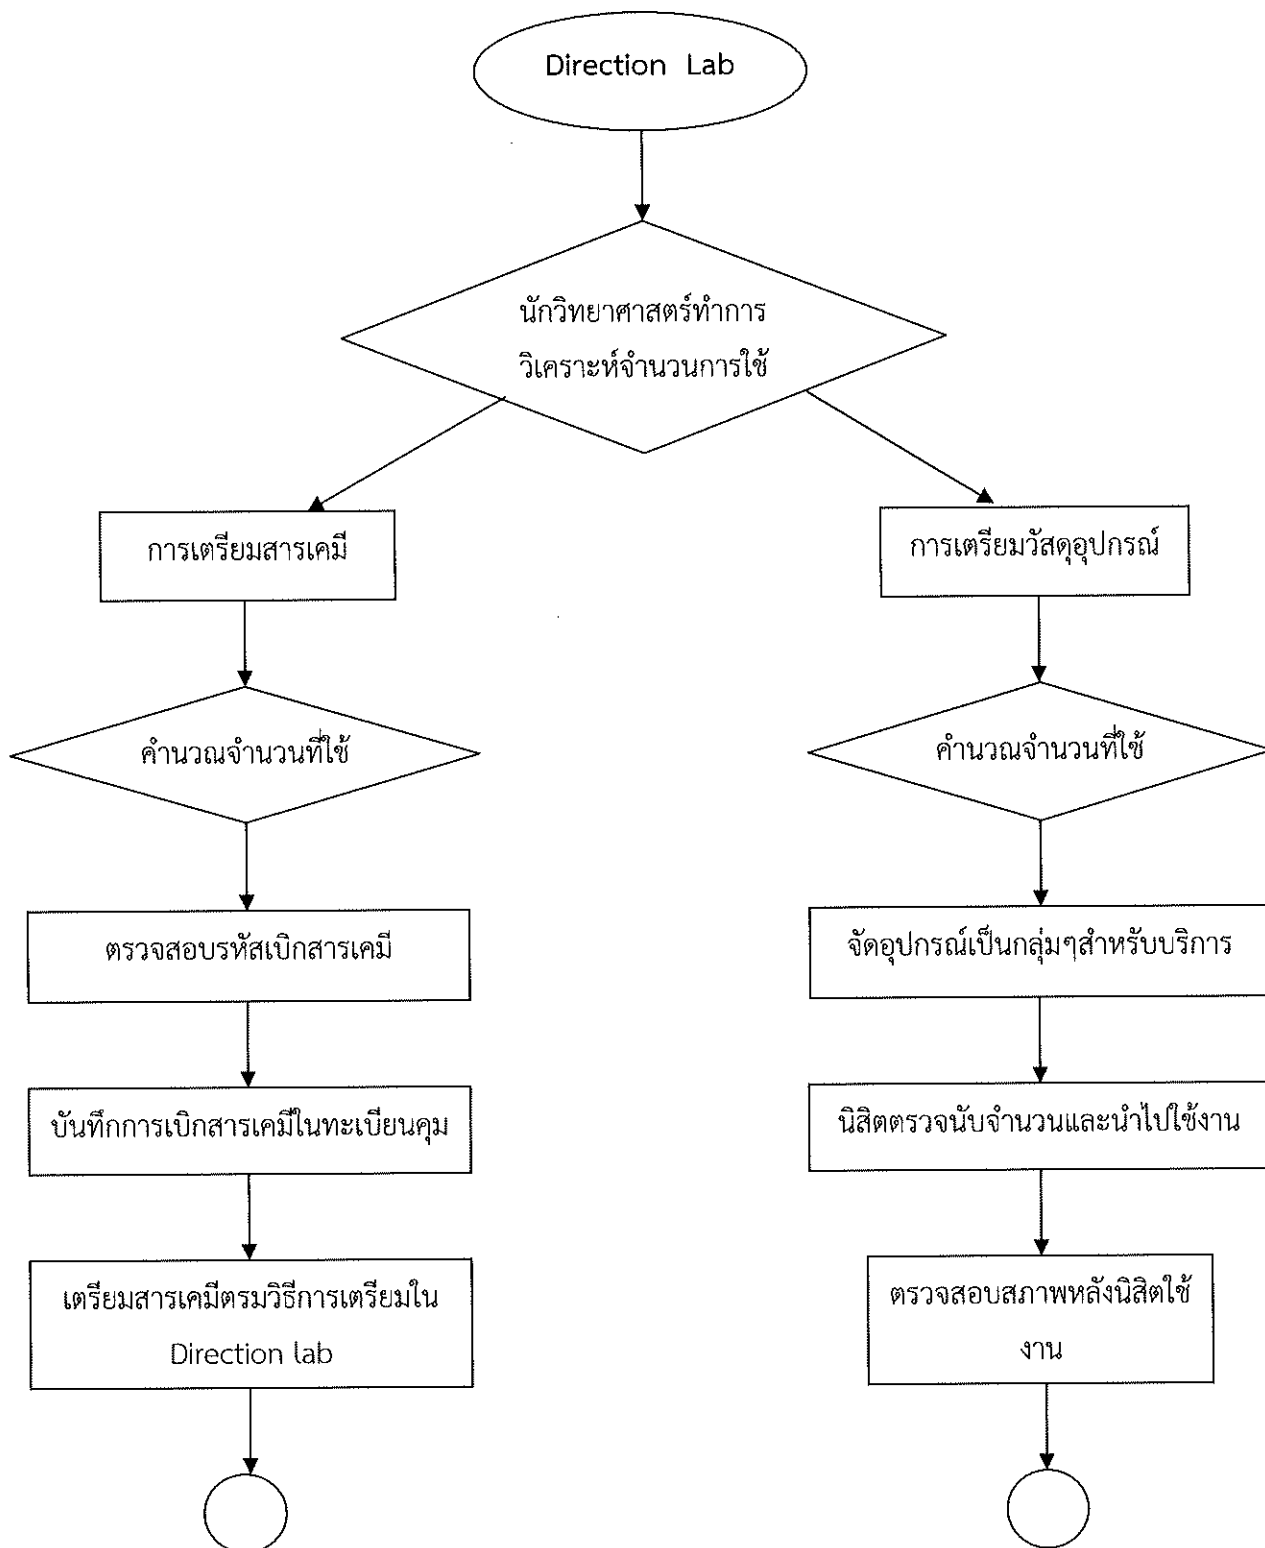 Direction Lab
นักวิทยาศาสตร์ทำการ
วิเคราะห์จำนวนการใช้
การเตรียมสารเคมี
การเตรียมวัสดุอุปกรณ์
คำนวณจำนวนที่ใช้
คำนวณจำนวนที่ใช้
ตรวจสอบรหัสเบิกสารเคมี
จัดอุปกรณ์เป็นกลุ่มๆสำหรับบริการ
บันทึกการเบิกสารเคมีในทะเบียนคุม
นิสิตตรวจนับจำนวนและนำไปใช้งาน
เตรียมสารเคมีตรมวิธีการเตรียมใน
Direction lab
ตรวจสอบสภาพหลังนิสิตใช้
งาน